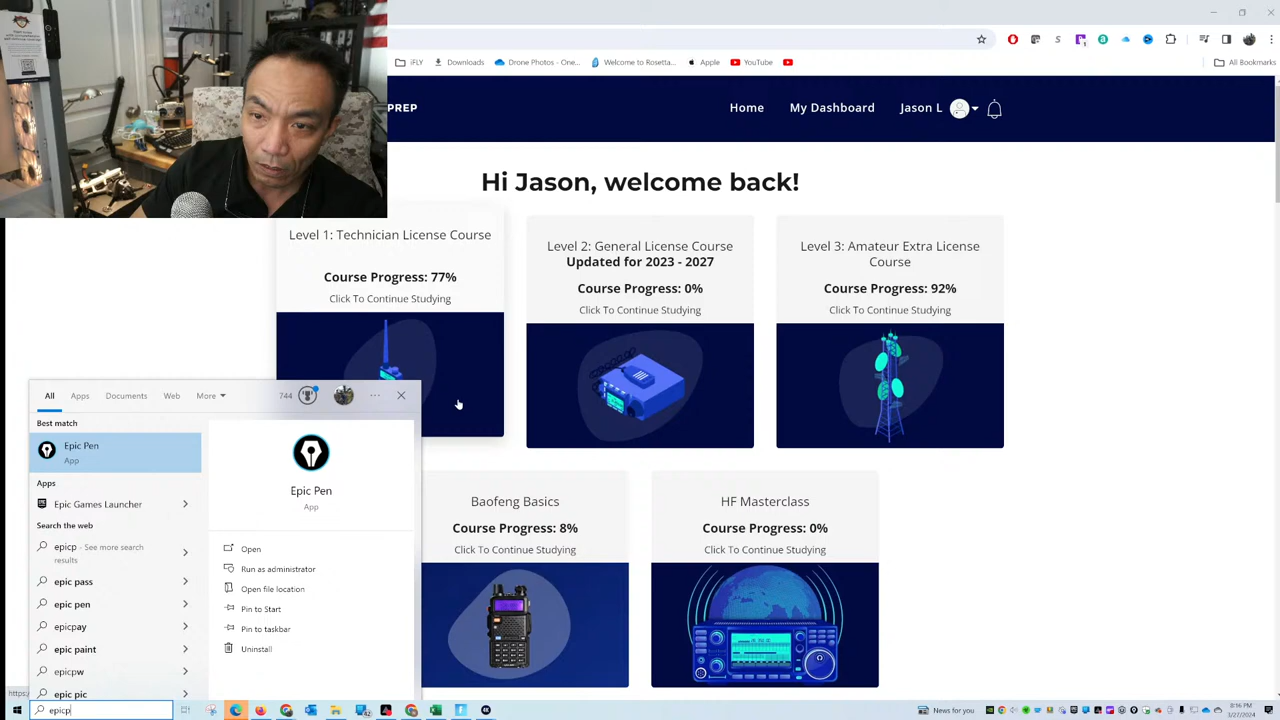 iFLY
Downloads
Drone Photos - One...
Welcome to Rosetta...
Apple
YouTube
All Bookmarks
PREP
Home
My Dashboard
Jason L
Hi Jason, welcome back!
Level 1: Technician License Course
Course Progress: 77%
Click To Continue Studying
Level 2: General License Course
Updated for 2023 - 2027
Course Progress: 0%
Click To Continue Studying
Level 3: Amateur Extra License
Course
Course Progress: 92%
Click To Continue Studying
Baofeng Basics
Course Progress: 8%
Click To Continue Studying
HF Masterclass
Course Progress: 0%
Click To Continue Studying
All
Apps
Documents
Web
More
744
Best match
Epic Pen
App
Apps
Epic Games Launcher
Search the web
epicp - See more search
results
epic pass
epic pen
epicpay
epic paint
epicpw
epic pic
Epic Pen
App
Open
Run as administrator
Open file location
Pin to Start
Pin to taskbar
Uninstall
https:/
epicp
News for you
8:16 PM
3/27/2024